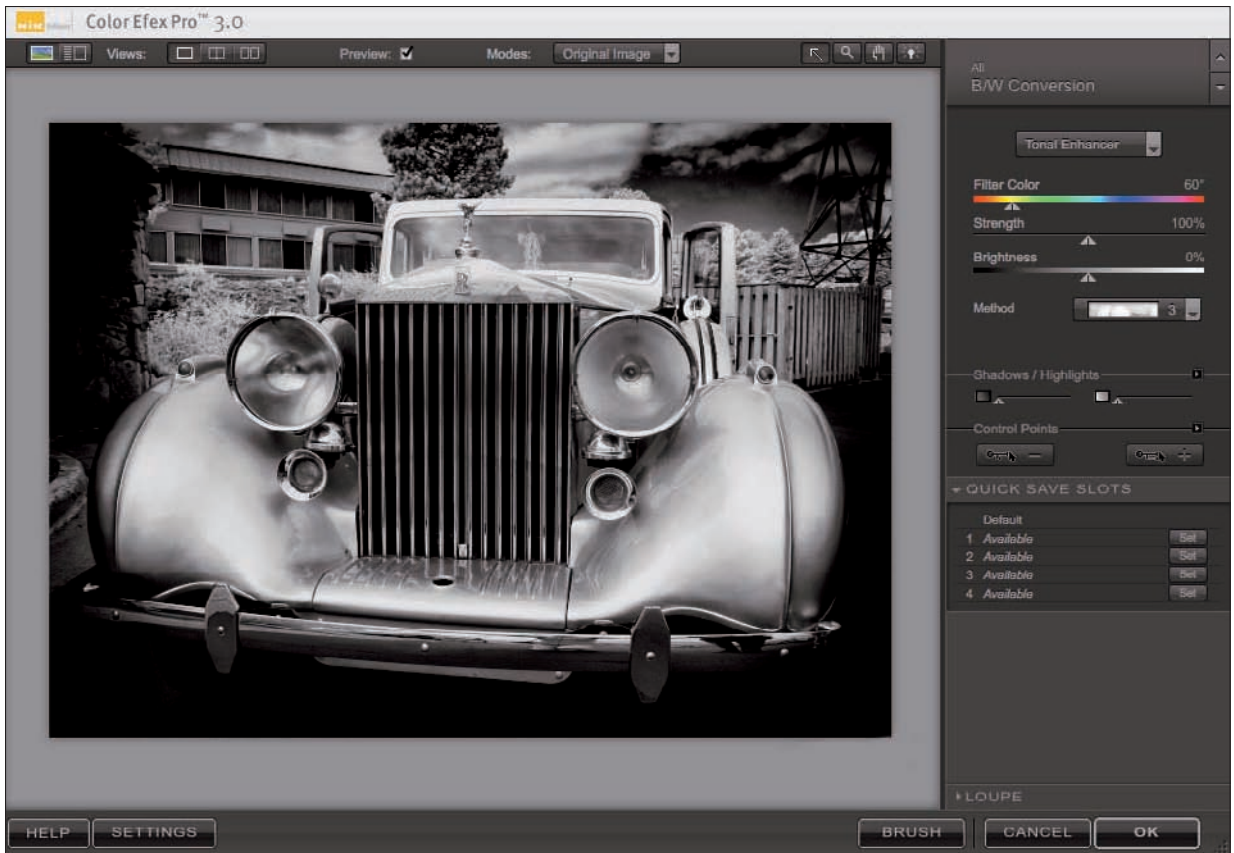 Color Efex Pro™ 3.0
Views:
Preview:
Modes:
Original Image
All
B/W Conversion
Tonal Enhancer
Filter Color 60°
Strength 100%
Brightness 0%
Method 3
Shadows / Highlights
Control Points
QUICK SAVE SLOTS
Default
1 Available Set
2 Available Set
3 Available Set
4 Available Set
LOUPE
HELP
SETTINGS
BRUSH
CANCEL
OK